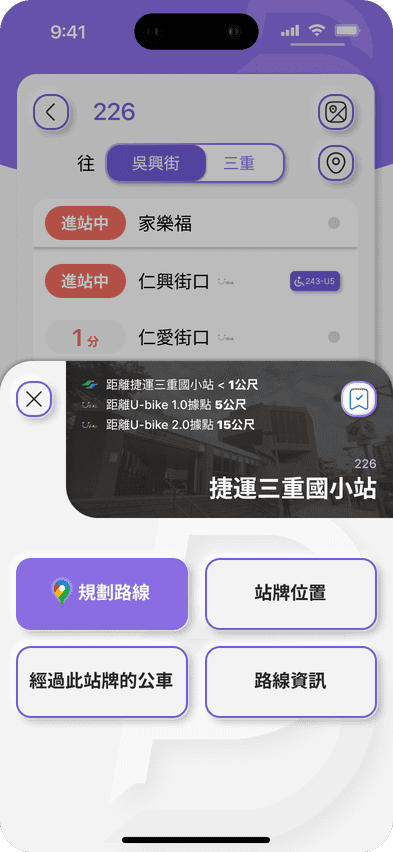 9:41
226
往 吳興街 三重
進站中 家樂福
進站中 仁興街口 243-U5
1分 仁愛街口
距離捷運三重國小站 < 1公尺
距離U-bike 1.0據點 5公尺
距離U-bike 2.0據點 15公尺
226
捷運三重國小站
規劃路線 站牌位置
經過此站牌的公車 路線資訊